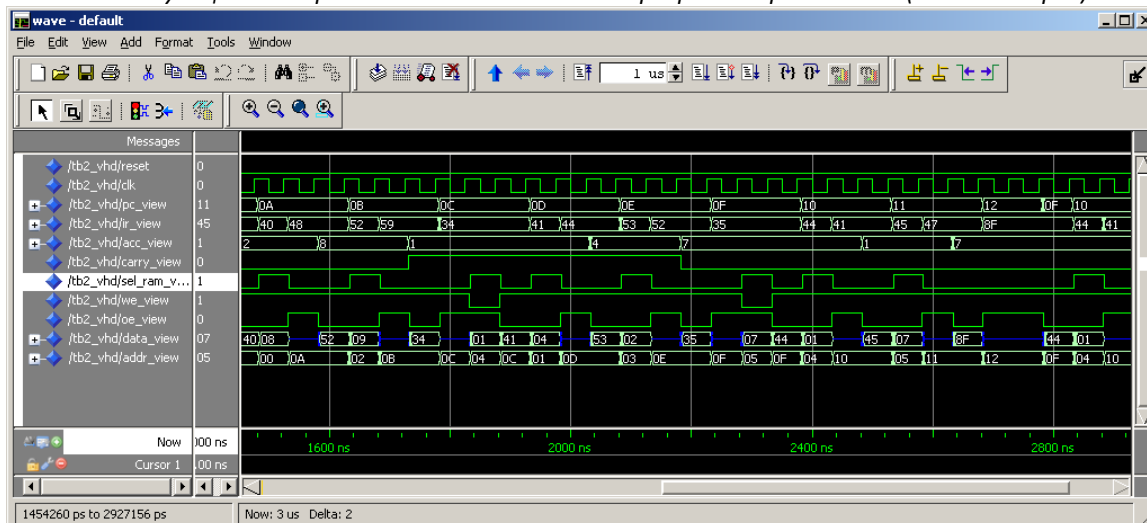 wave - default
File Edit View Add Format Tools Window
1 us
Messages
/tb2_vhd/reset 0
/tb2_vhd/clk 0
/tb2_vhd/pc_view 11 0A 0B 0C 0D 0E 0F 10 11 12 0F 10
/tb2_vhd/ir_view 45 40 48 52 59 34 41 44 53 52 35 44 41 45 47 8F 44 41
/tb2_vhd/acc_view 1 2 8 1 4 7 1 7
/tb2_vhd/carry_view 0
/tb2_vhd/sel_ram_v... 1
/tb2_vhd/we_view 1
/tb2_vhd/oe_view 0
/tb2_vhd/data_view 07 40 08 52 09 34 01 41 04 53 02 35 07 44 01 45 07 8F 44 01
/tb2_vhd/addr_view 05 00 0A 02 0B 0C 04 0C 01 0D 03 0E 0F 05 0F 04 10 05 11 12 0F 04 10
Now 000 ns 1600 ns 2000 ns 2400 ns 2800 ns
Cursor 1 .00 ns
1454260 ps to 2927156 ps Now: 3 us Delta: 2